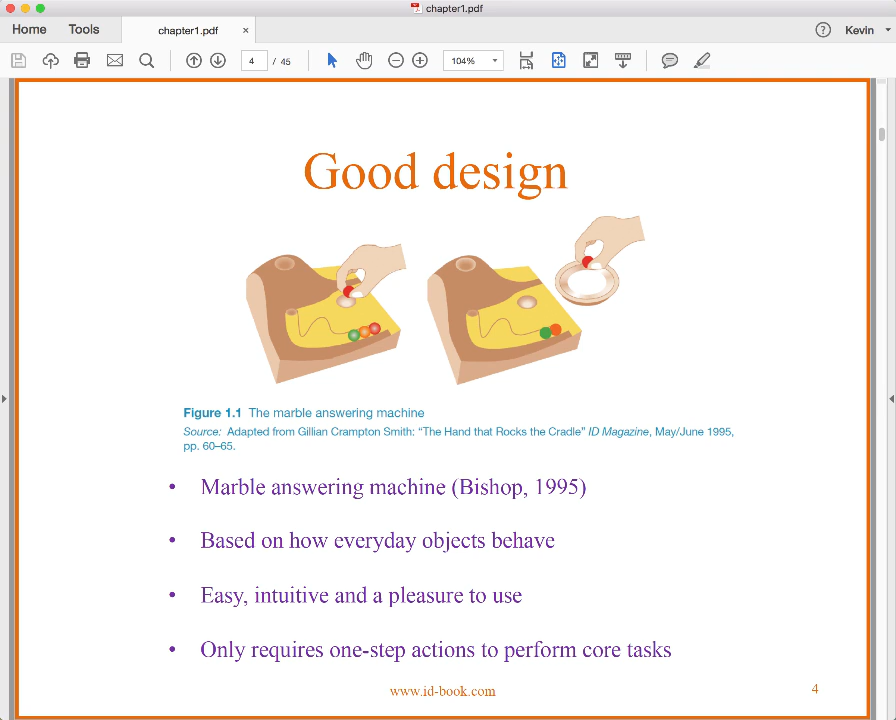 chapter1.pdf
Home
Tools
chapter1.pdf
×
?
Kevin
4
/ 45
104%
Good design
Figure 1.1 The marble answering machine
Source: Adapted from Gillian Crampton Smith: “The Hand that Rocks the Cradle” ID Magazine, May/June 1995,
pp. 60–65.
• Marble answering machine (Bishop, 1995)
• Based on how everyday objects behave
• Easy, intuitive and a pleasure to use
• Only requires one-step actions to perform core tasks
www.id-book.com
4